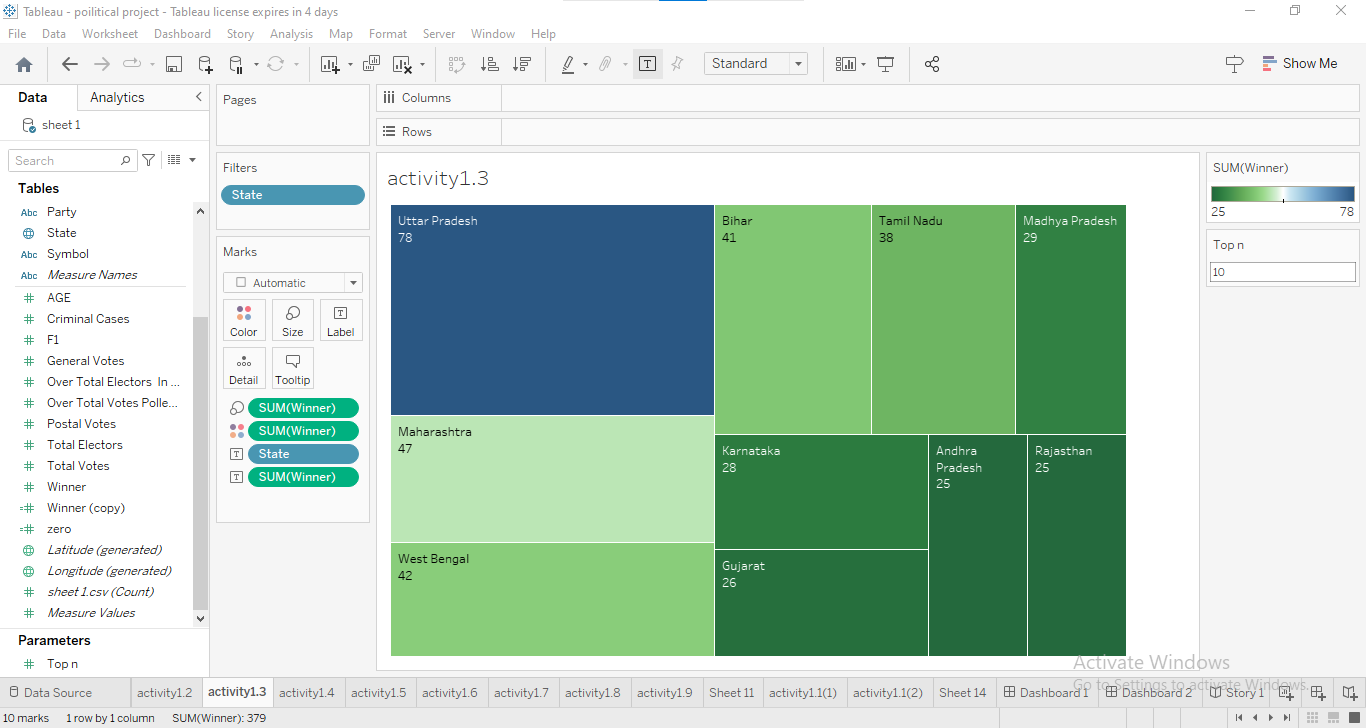 Tableau - poilitical project - Tableau license expires in 4 days
File Data Worksheet Dashboard Story Analysis Map Format Server Window Help
Standard
Show Me
Data Analytics
sheet 1
Search
Tables
Abc Party
State
Abc Symbol
Abc Measure Names
AGE
Criminal Cases
F1
General Votes
Over Total Electors In ...
Over Total Votes Polle...
Postal Votes
Total Electors
Total Votes
Winner
Winner (copy)
zero
Latitude (generated)
Longitude (generated)
sheet 1.csv (Count)
Measure Values
Parameters
Top n
Pages
Filters
State
Marks
Automatic
Color Size Label
Detail Tooltip
SUM(Winner)
SUM(Winner)
State
SUM(Winner)
Columns
Rows
activity1.3
Uttar Pradesh
78
Maharashtra
47
West Bengal
42
Bihar
41
Tamil Nadu
38
Madhya Pradesh
29
Karnataka
28
Gujarat
26
Andhra
Pradesh
25
Rajasthan
25
SUM(Winner)
25 78
Top n
10
Activate Windows
Go to Settings to activate Windows.
Data Source activity1.2 activity1.3 activity1.4 activity1.5 activity1.6 activity1.7 activity1.8 activity1.9 Sheet 11 activity1.1(1) activity1.1(2) Sheet 14 Dashboard 1 Dashboard 2 Story 1
10 marks 1 row by 1 column SUM(Winner): 379